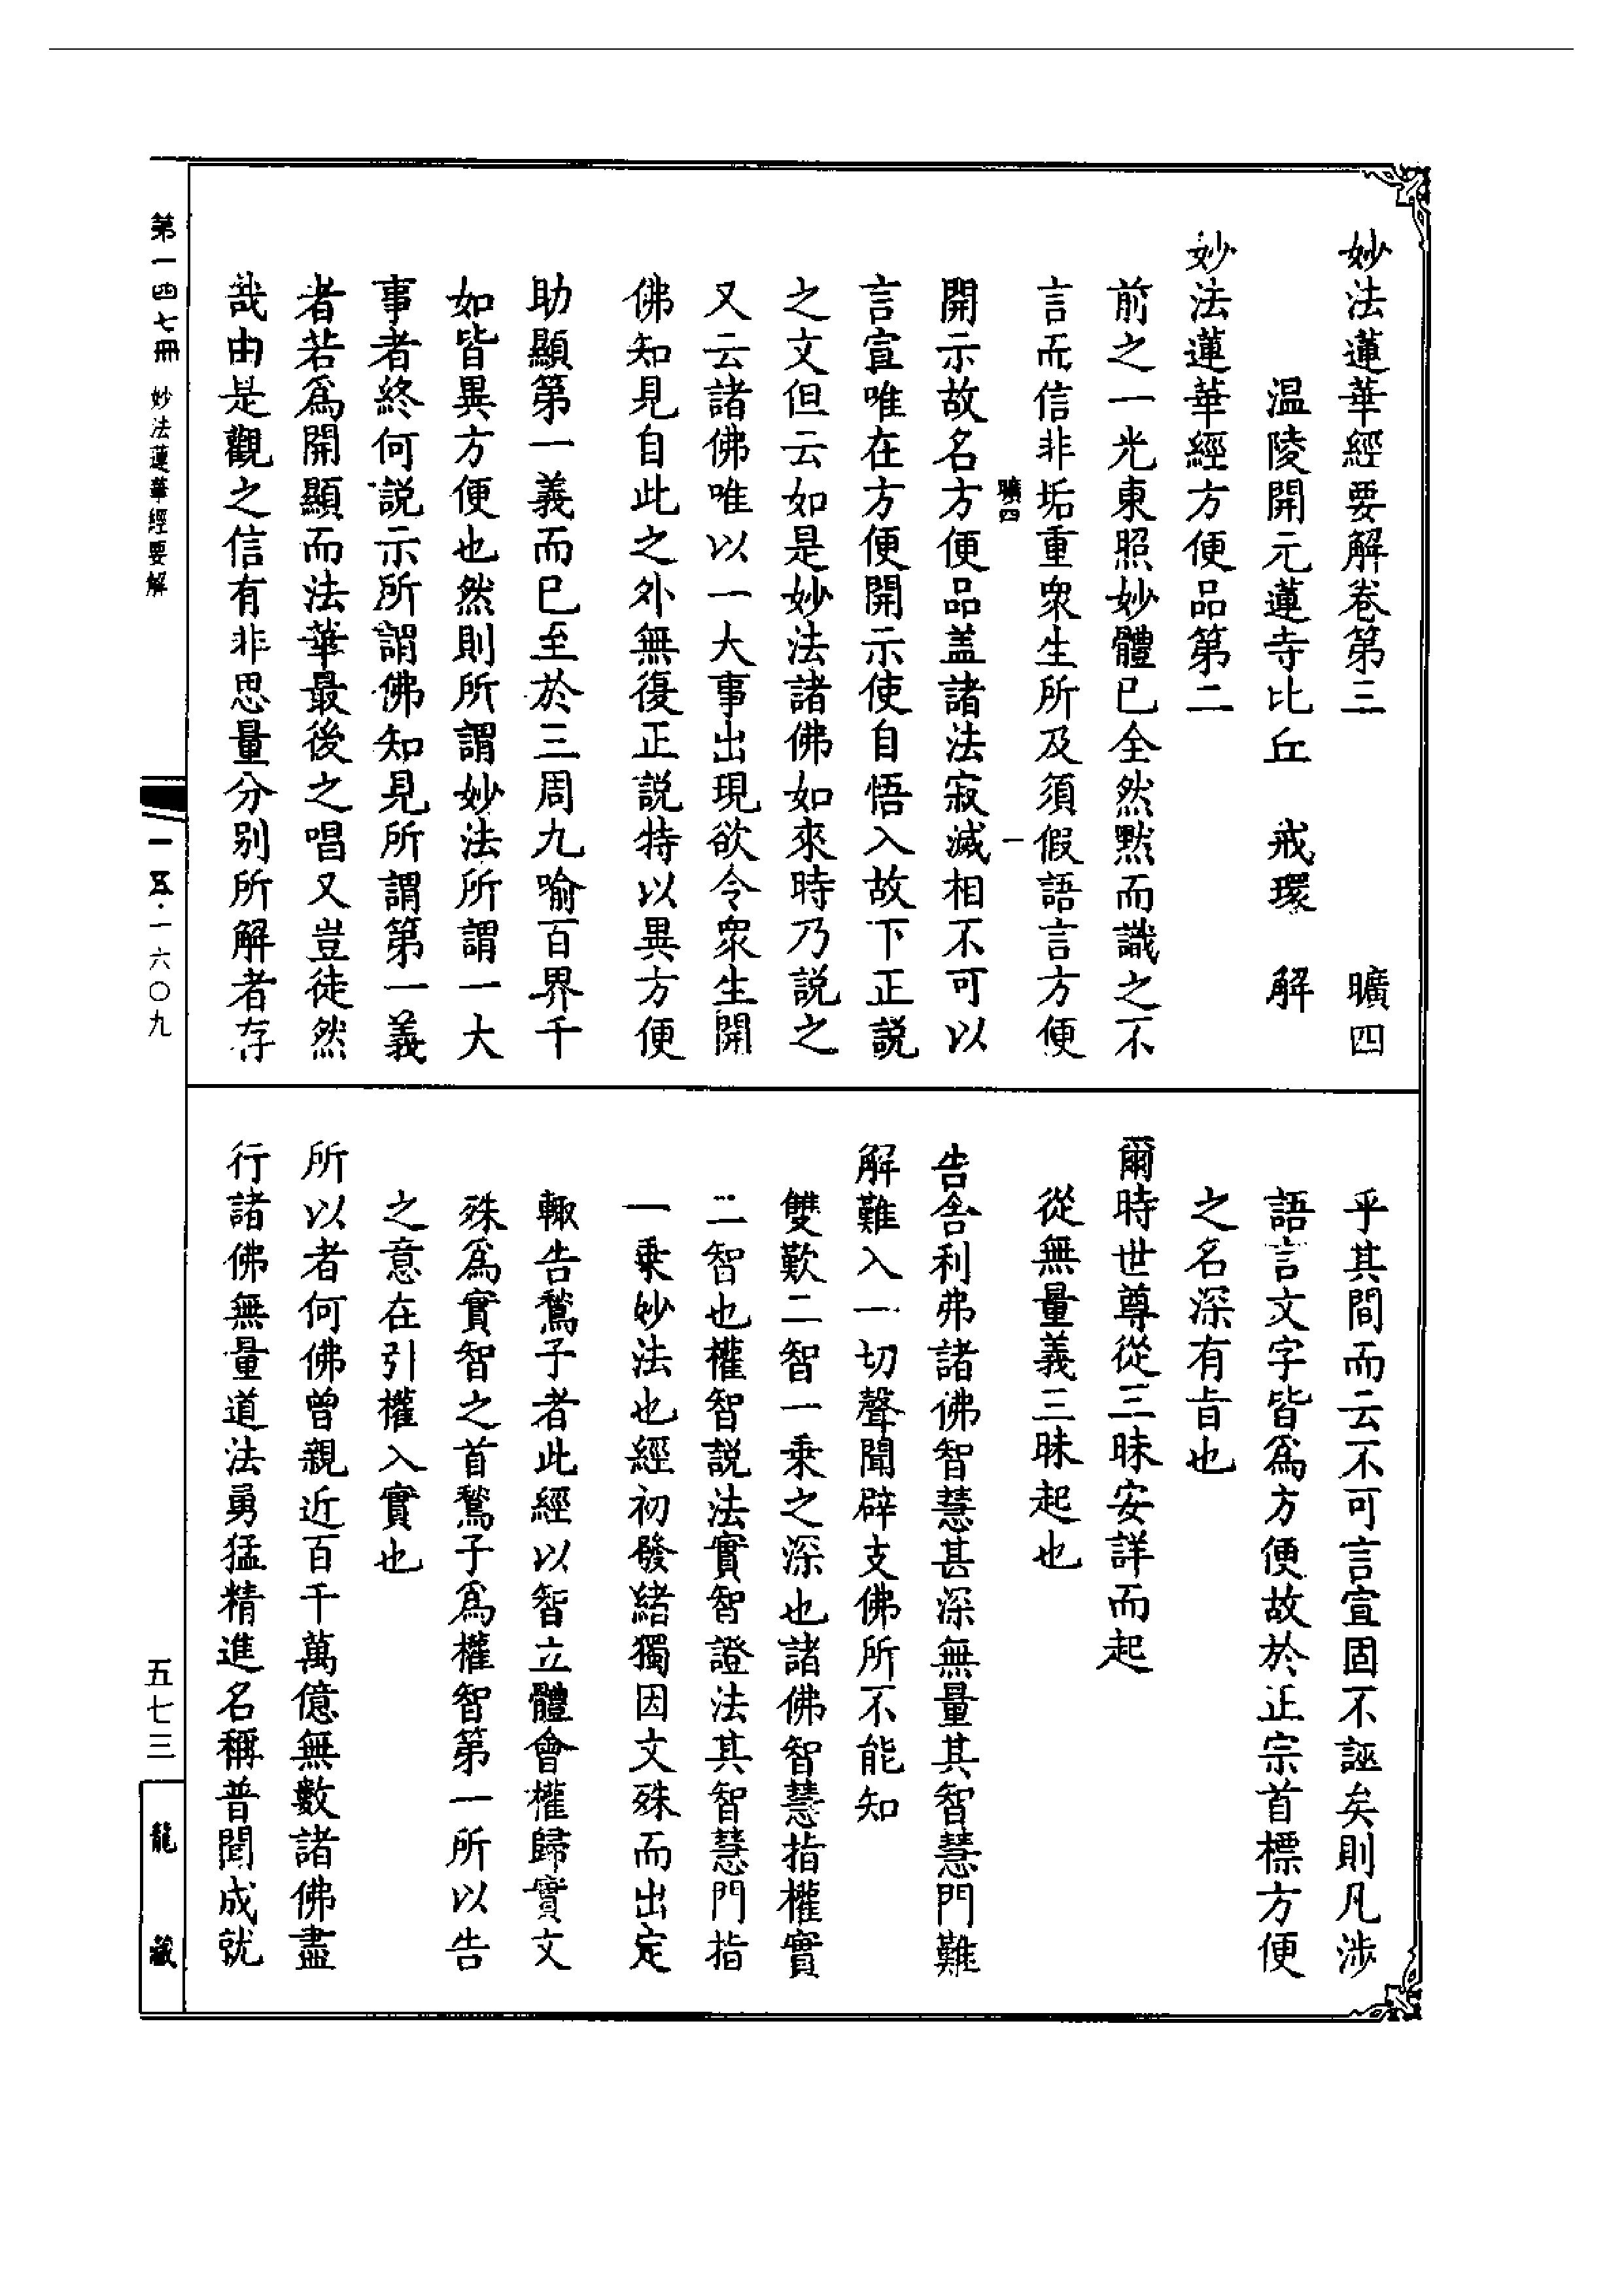 妙法蓮華經要解卷第三　曠四
温陵開元蓮寺比丘　戒環　解
妙法蓮華經方便品第二
前之一光東照妙體已全然黙而識之不
言而信非垢重衆生所及須假語言方便
曠四　一
開示故名方便品盖諸法寂滅相不可以
言宣唯在方便開示使自悟入故下正説
之文但云如是妙法諸佛如來時乃説之
又云諸佛唯以一大事出現欲令衆生開
佛知見自此之外無復正説特以異方便
助顯第一義而已至於三周九喻百界千
如皆異方便也然則所謂妙法所謂一大
事者終何説示所謂佛知見所謂第一義
者若爲開顯而法華最後之唱又豈徒然
哉由是觀之信有非思量分别所解者存
乎其間而云不可言宣固不誣矣則凡涉
語言文字皆爲方便故於正宗首標方便
之名深有旨也
爾時世尊從三昧安詳而起
從無量義三昧起也
告舍利弗諸佛智慧甚深無量其智慧門難
解難入一切聲聞辟支佛所不能知
雙歎二智一乗之深也諸佛智慧指權實
二智也權智説法實智證法其智慧門指
一乗妙法也經初發緒獨因文殊而出定
輙告鶖子者此經以智立體會權歸實文
殊爲實智之首鶖子爲權智第一所以告
之意在引權入實也
所以者何佛曾親近百千萬億無數諸佛盡
行諸佛無量道法勇猛精進名稱普聞成就
第一四七冊　妙法蓮華經要解
一五·一六〇九
五七三
龍藏